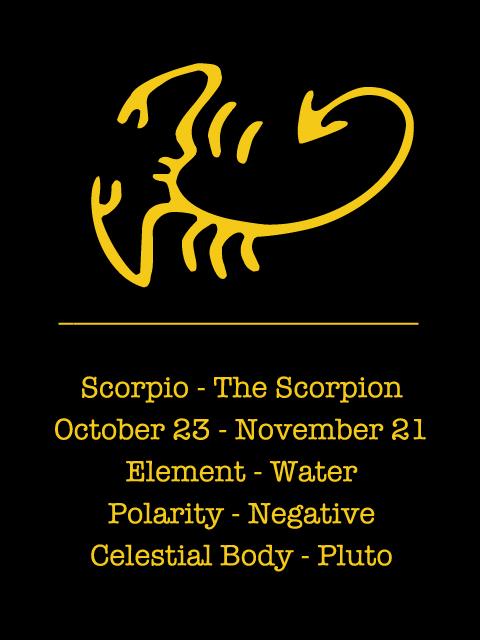 Scorpio - The Scorpion
October 23 - November 21
Element - Water
Polarity - Negative
Celestial Body - Pluto